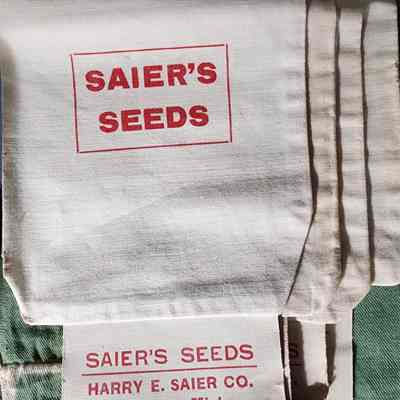 SAIER'S
SEEDS
SAIER'S SEEDS
HARRY E. SAIER CO.